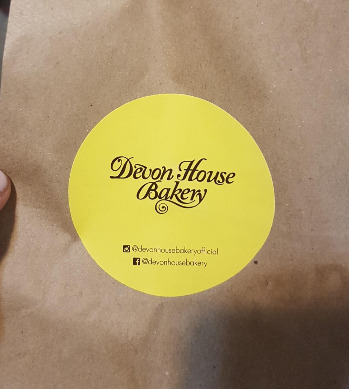 Devon House
Bakery
@devonhousebakeryofficial
@devonhousebakery